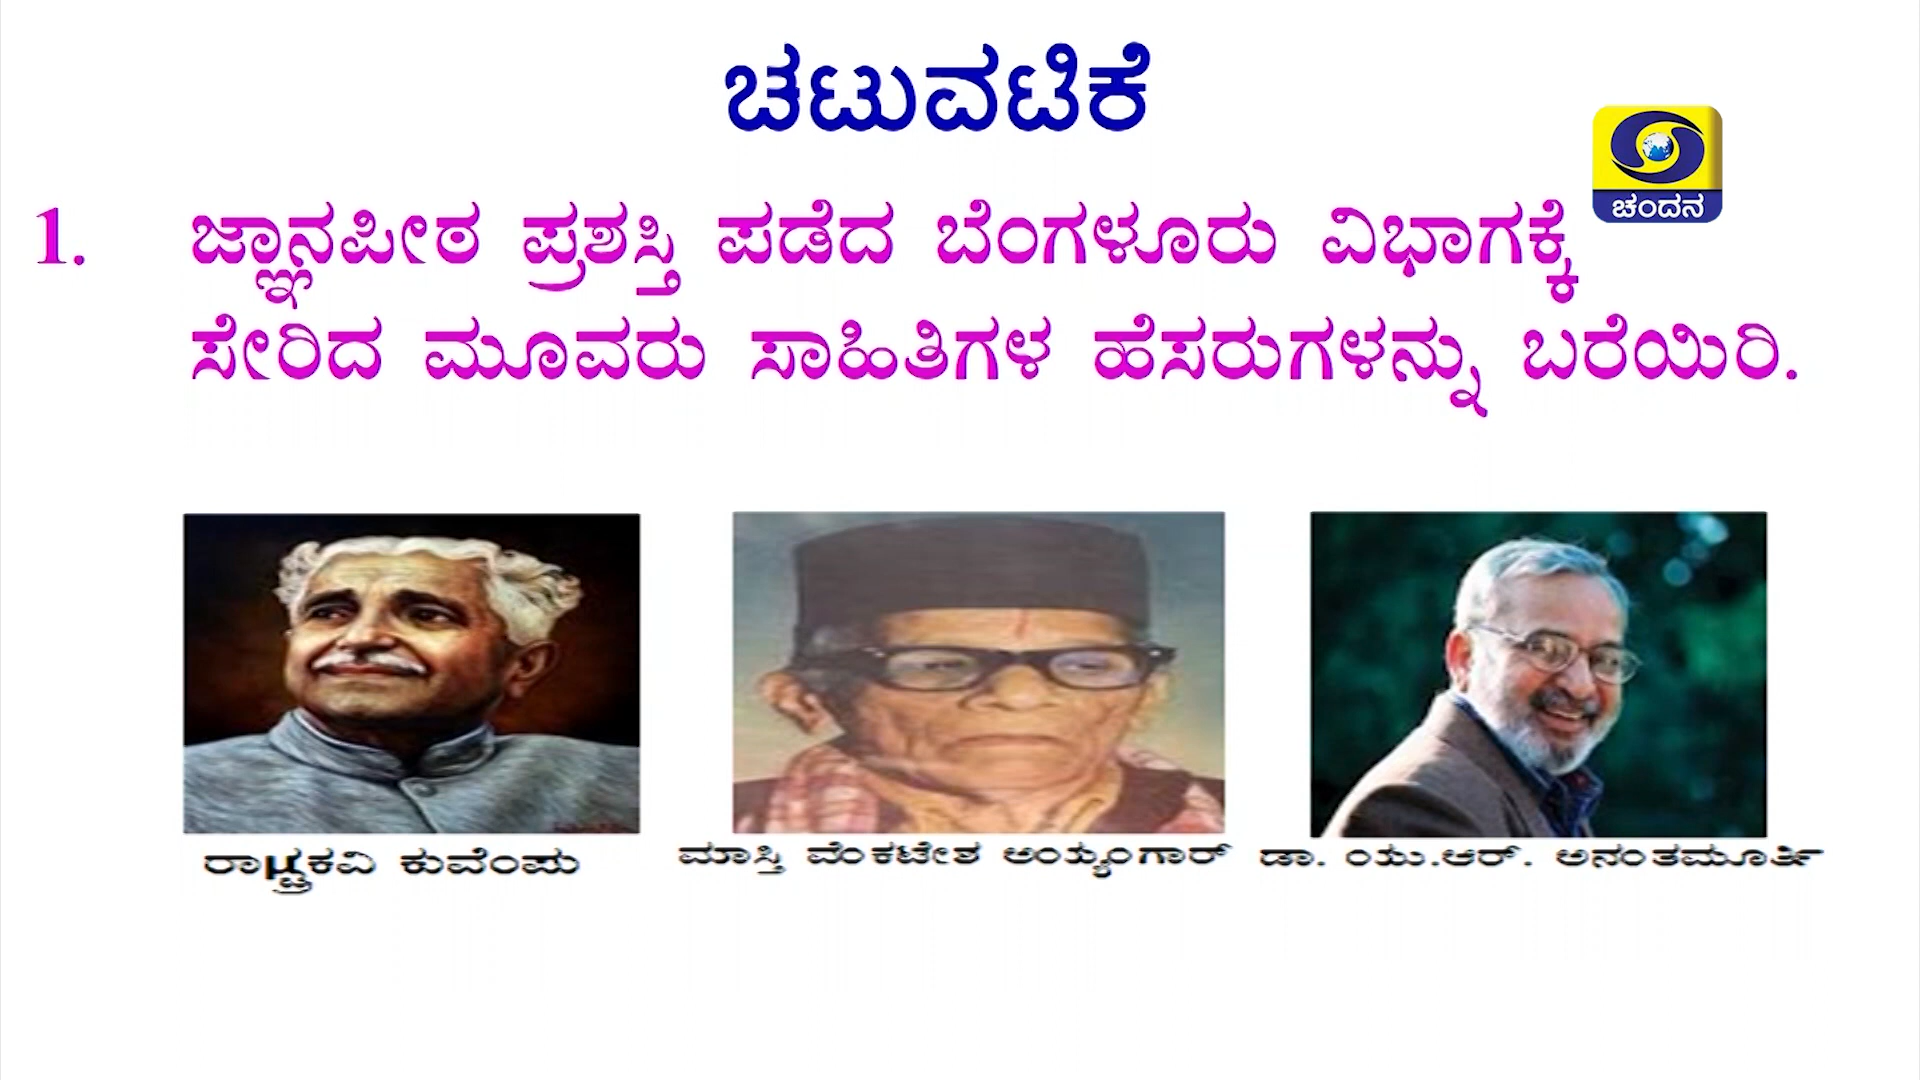 ಚಟುವಟಿಕೆ
ಚಂದನ
1. ಜ್ಞಾನಪೀಠ ಪ್ರಶಸ್ತಿ ಪಡೆದ ಬೆಂಗಳೂರು ವಿಭಾಗಕ್ಕೆ
ಸೇರಿದ ಮೂವರು ಸಾಹಿತಿಗಳ ಹೆಸರುಗಳನ್ನು ಬರೆಯಿರಿ.
ರಾಷ್ಟ್ರಕವಿ ಕುವೆಂಪು
ಮಾಸ್ತಿ ವೆಂಕಟೇಶ ಅಯ್ಯಂಗಾರ್
ಡಾ. ಯು.ಆರ್. ಅನಂತಮೂರ್ತಿ